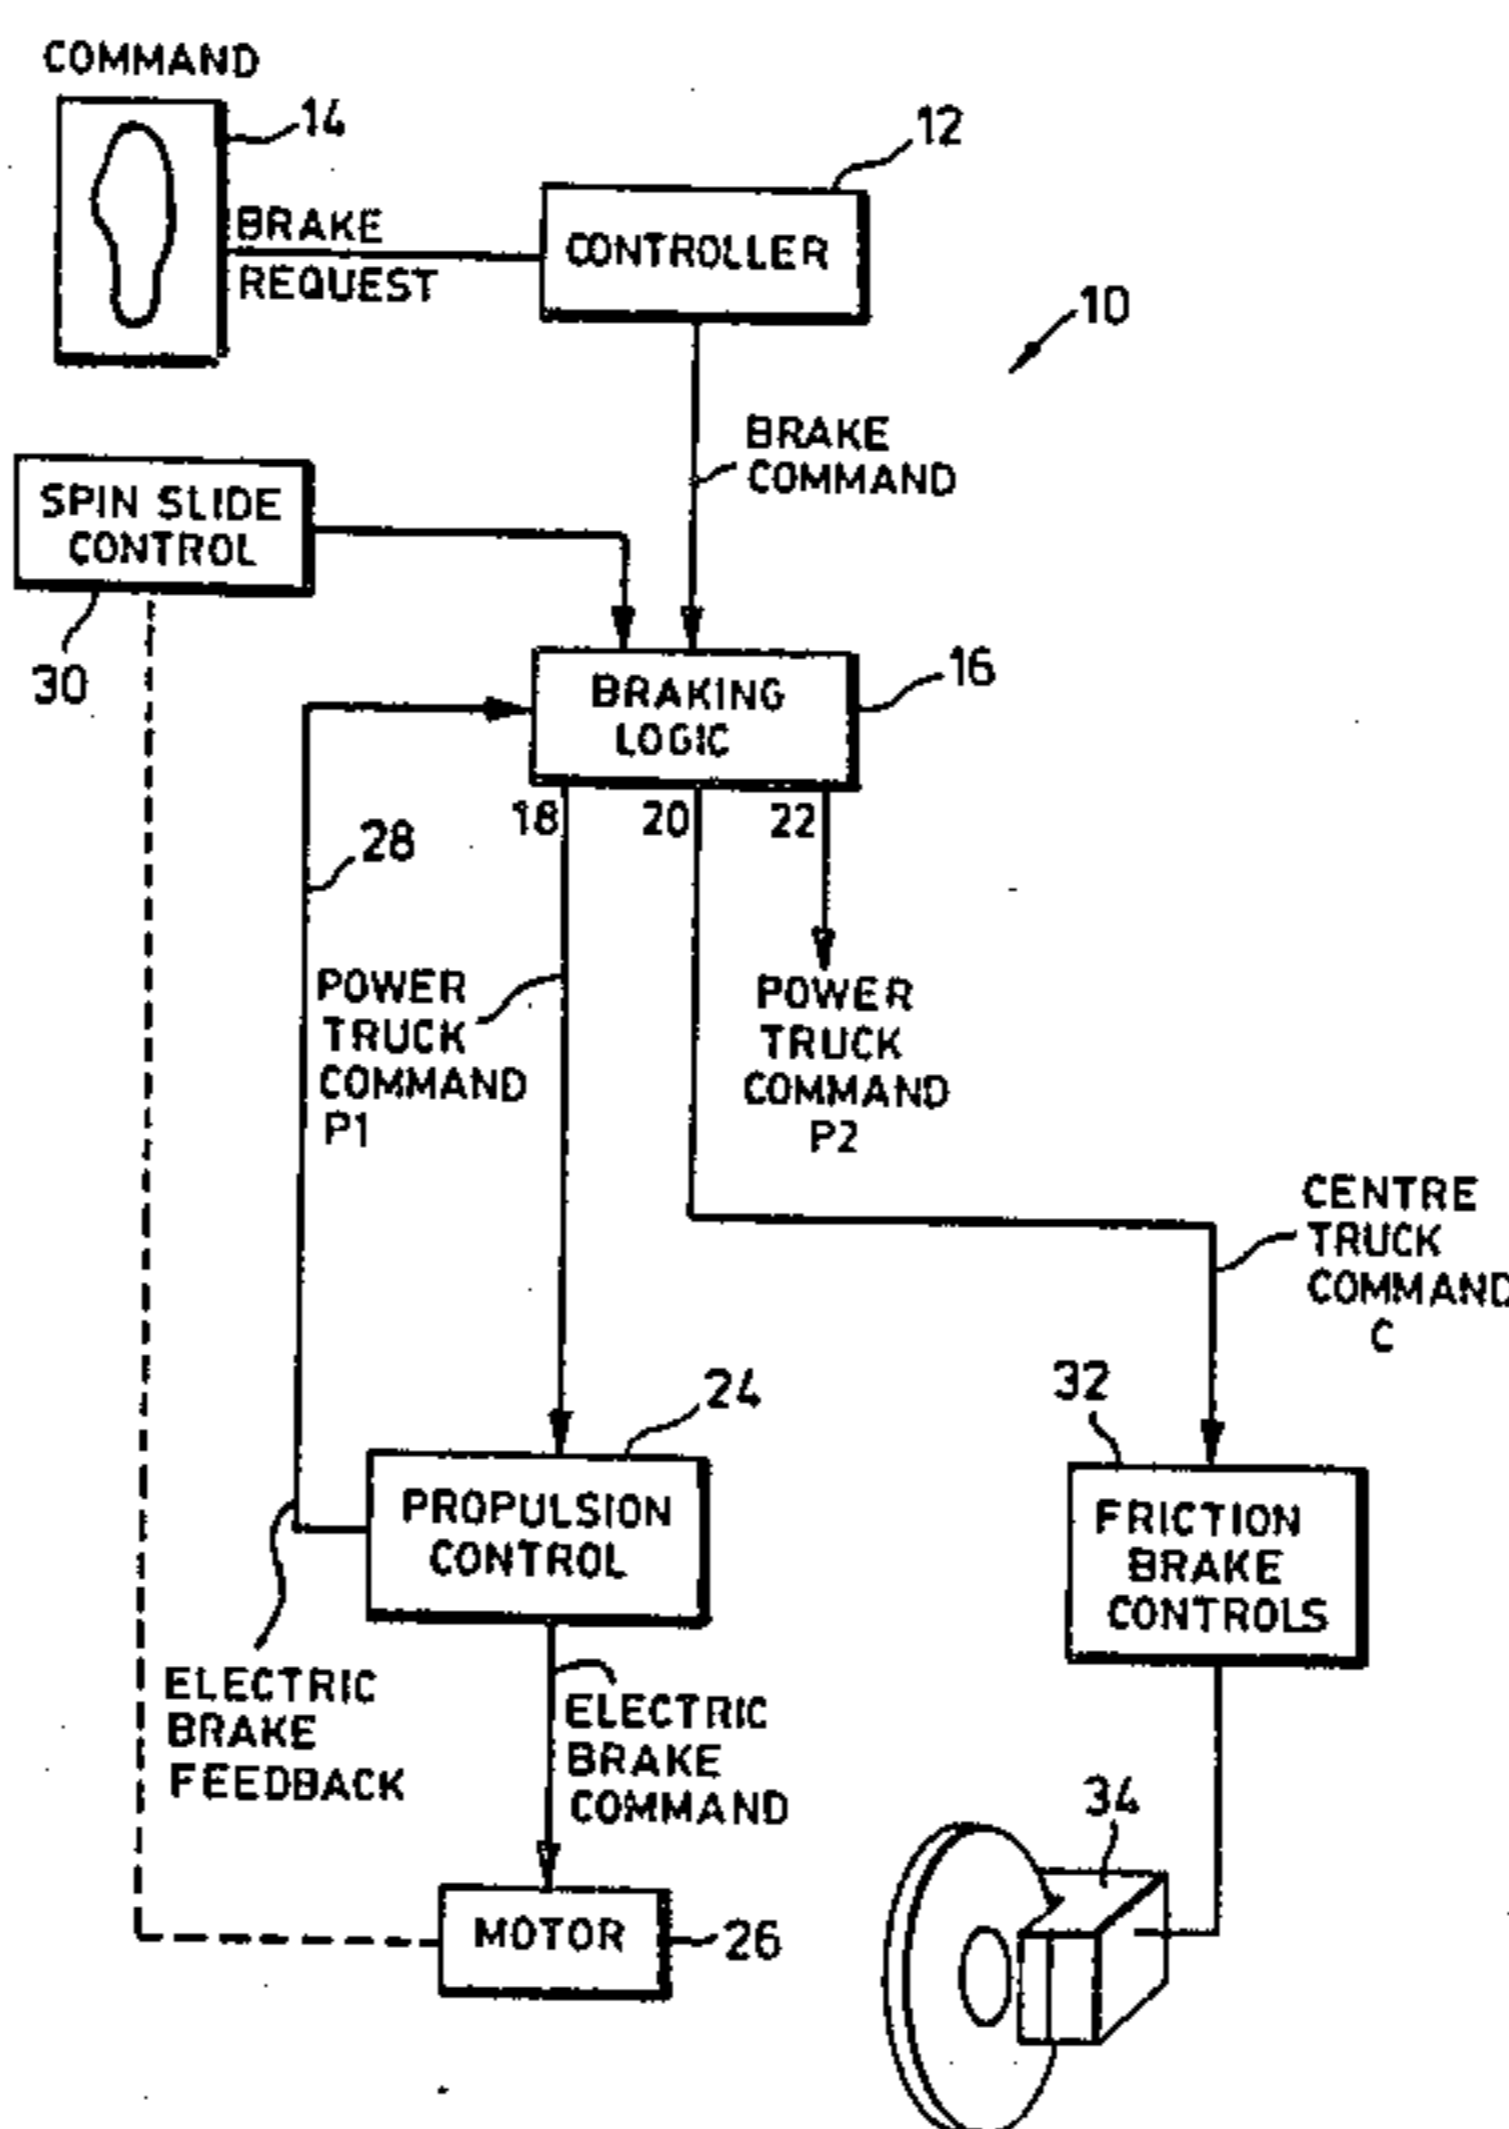 COMMAND
14
12
BRAKE
REQUEST
CONTROLLER
10
BRAKE
COMMAND
SPIN SLIDE
CONTROL
30
BRAKING
LOGIC
16
18
20
22
28
POWER
TRUCK
COMMAND
P1
POWER
TRUCK
COMMAND
P2
CENTRE
TRUCK
COMMAND
C
24
32
PROPULSION
CONTROL
FRICTION
BRAKE
CONTROLS
ELECTRIC
BRAKE
FEEDBACK
ELECTRIC
BRAKE
COMMAND
34
MOTOR
26